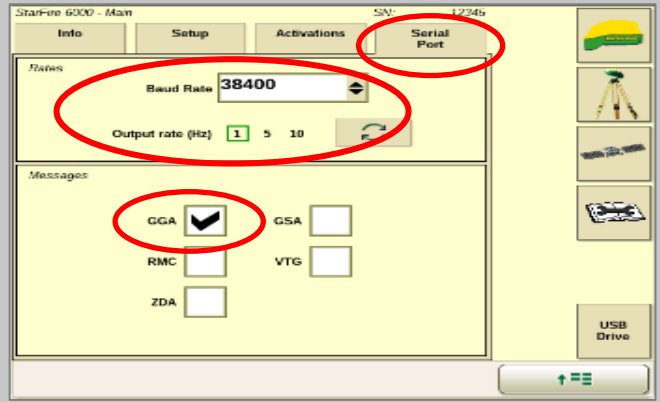 StarFire 6000 - Main
SN: 12345
Info
Setup
Activations
Serial
Port
Rates
Baud Rate 38400
Output rate (Hz) 1 5 10
Messages
GGA
GSA
RMC
VTG
ZDA
USB
Drive